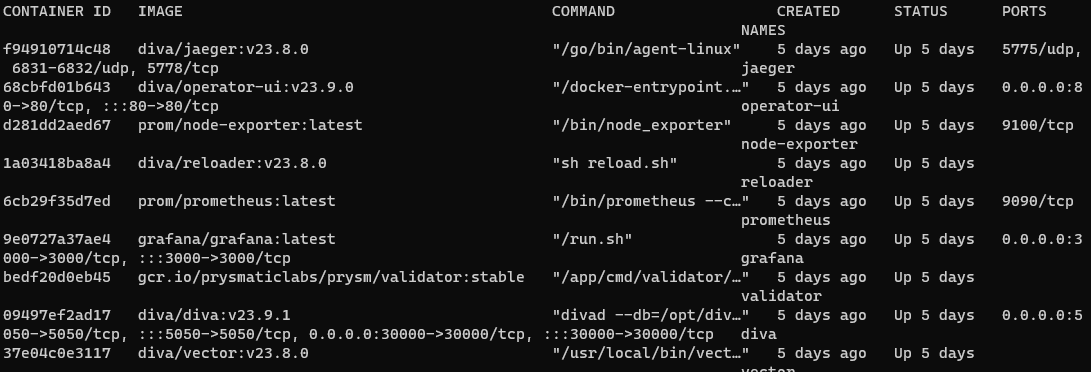 CONTAINER ID   IMAGE                                         COMMAND                  CREATED      STATUS      PORTS
NAMES
f94910714c48   diva/jaeger:v23.8.0                           "/go/bin/agent-linux"    5 days ago   Up 5 days   5775/udp,
6831-6832/udp, 5778/tcp                                                           jaeger
68cbfd01b643   diva/operator-ui:v23.9.0                      "/docker-entrypoint.…"   5 days ago   Up 5 days   0.0.0.0:8
0->80/tcp, :::80->80/tcp                                                          operator-ui
d281dd2aed67   prom/node-exporter:latest                     "/bin/node_exporter"     5 days ago   Up 5 days   9100/tcp
node-exporter
1a03418ba8a4   diva/reloader:v23.8.0                         "sh reload.sh"           5 days ago   Up 5 days
reloader
6cb29f35d7ed   prom/prometheus:latest                        "/bin/prometheus --c…"   5 days ago   Up 5 days   9090/tcp
prometheus
9e0727a37ae4   grafana/grafana:latest                        "/run.sh"                5 days ago   Up 5 days   0.0.0.0:3
000->3000/tcp, :::3000->3000/tcp                                                  grafana
bedf20d0eb45   gcr.io/prysmaticlabs/prysm/validator:stable   "/app/cmd/validator/…"   5 days ago   Up 5 days
validator
09497ef2ad17   diva/diva:v23.9.1                             "divad --db=/opt/div…"   5 days ago   Up 5 days   0.0.0.0:5
050->5050/tcp, :::5050->5050/tcp, 0.0.0.0:30000->30000/tcp, :::30000->30000/tcp   diva
37e04c0e3117   diva/vector:v23.8.0                           "/usr/local/bin/vect…"   5 days ago   Up 5 days
vector